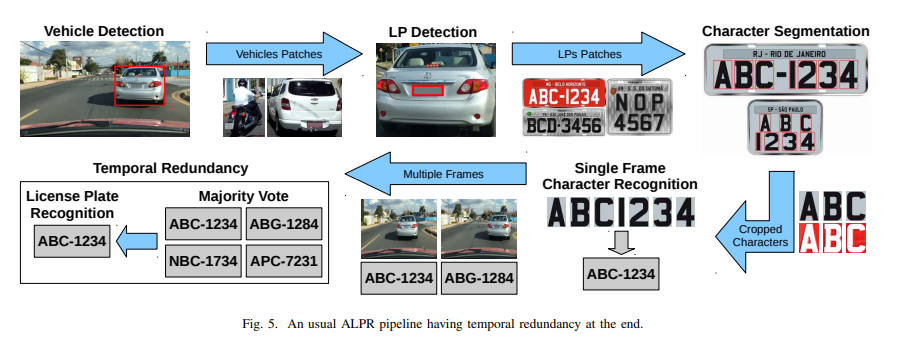 Vehicle Detection
Vehicles Patches
LP Detection
LPs Patches
MG - BELO HORIZONTE
ABC-1234
BCD·3456
NOP
4567
Character Segmentation
RJ - RIO DE JANEIRO
ABC-1234
SP - SÃO PAULO
ABC
1234
Cropped
Characters
ABC
ABC
Single Frame
Character Recognition
ABC1234
ABC-1234
Multiple Frames
ABC-1234
ABG-1284
Temporal Redundancy
Majority Vote
ABC-1234
ABG-1284
NBC-1734
APC-7231
License Plate
Recognition
ABC-1234
Fig. 5. An usual ALPR pipeline having temporal redundancy at the end.